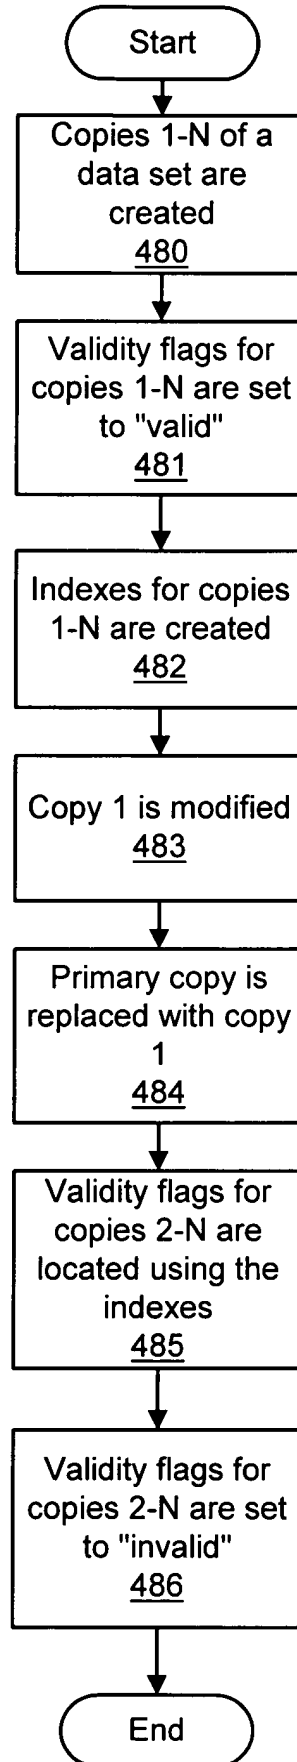 Start
Copies 1-N of a
data set are
created
480
Validity flags for
copies 1-N are set
to "valid"
481
Indexes for copies
1-N are created
482
Copy 1 is modified
483
Primary copy is
replaced with copy
1
484
Validity flags for
copies 2-N are
located using the
indexes
485
Validity flags for
copies 2-N are set
to "invalid"
486
End